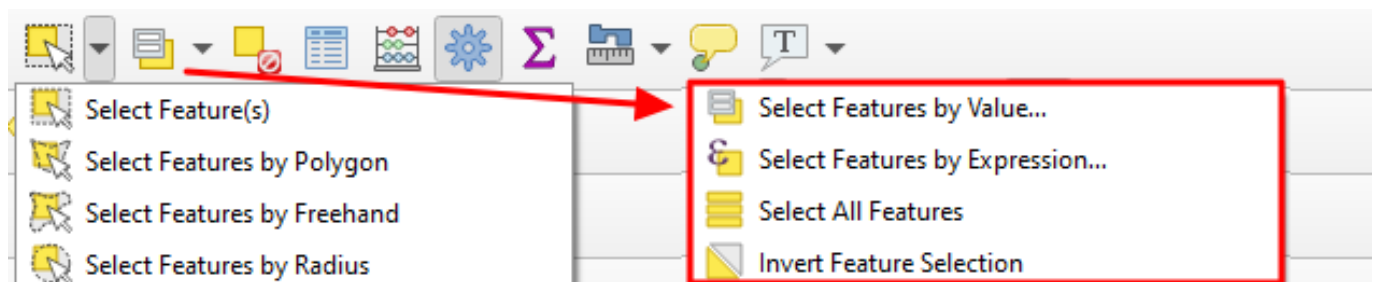 T
Select Feature(s)
Select Features by Polygon
Select Features by Freehand
Select Features by Radius
Select Features by Value...
Select Features by Expression...
Select All Features
Invert Feature Selection